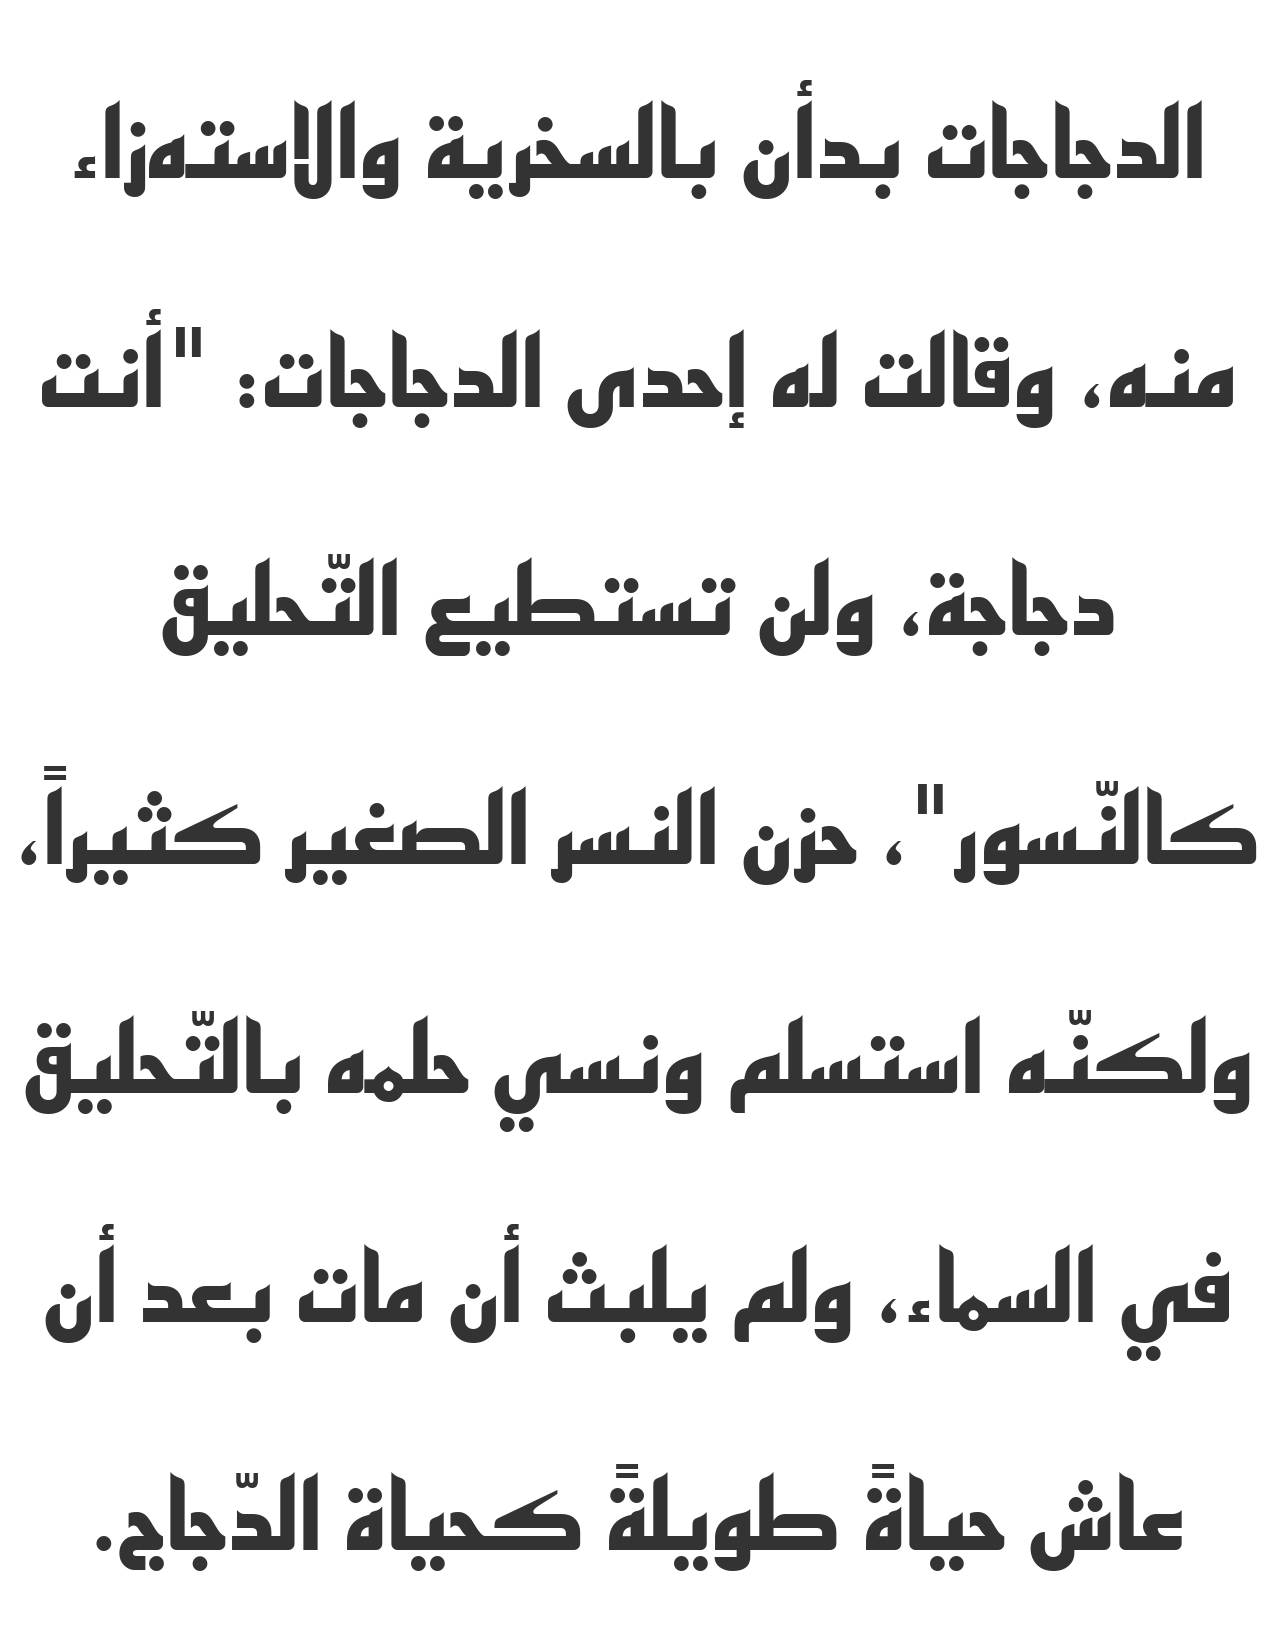 الدجاجات بدأن بالسخرية والاستهزاء
منه، وقالت له إحدى الدجاجات: "أنت
دجاجة، ولن تستطيع التّحليق
كالنّسور"، حزن النسر الصغير كثيراً،
ولكنّه استسلم ونسي حلمه بالتّحليق
في السماء، ولم يلبث أن مات بعد أن
عاش حياةً طويلةً كحياة الدّجاج.